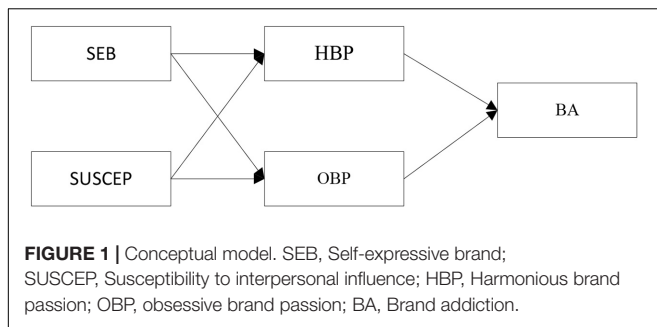 SEB
HBP
BA
SUSCEP
OBP
FIGURE 1 | Conceptual model. SEB, Self-expressive brand;
SUSCEP, Susceptibility to interpersonal influence; HBP, Harmonious brand
passion; OBP, obsessive brand passion; BA, Brand addiction.